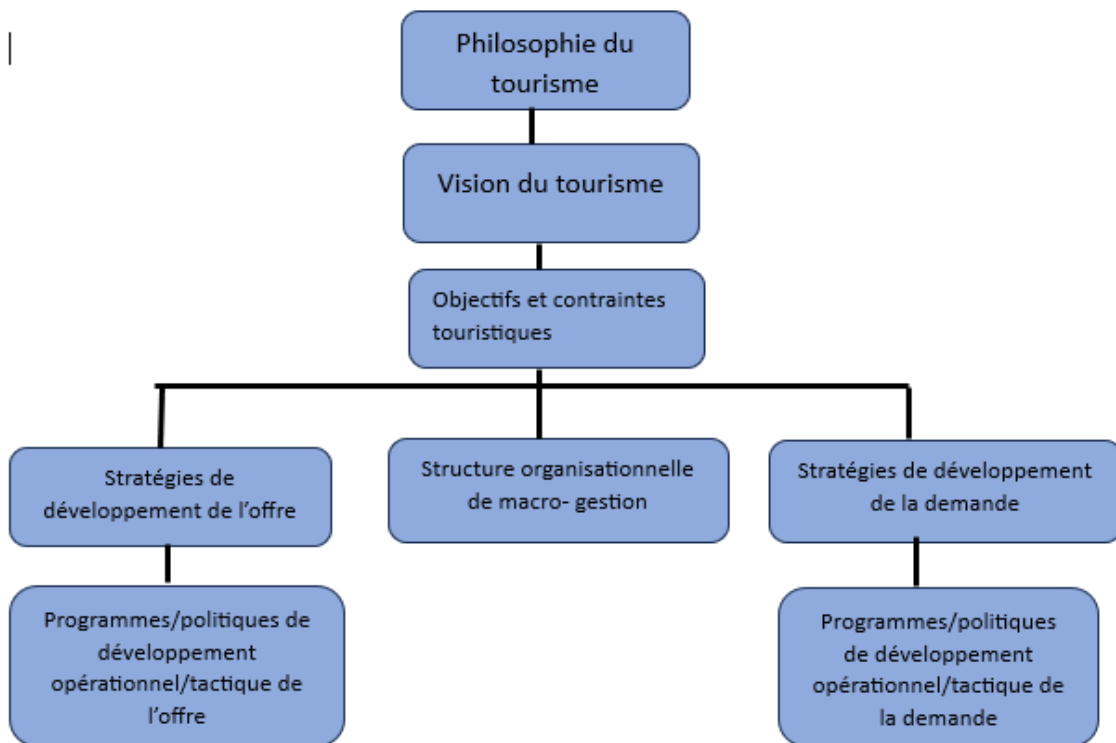 Philosophie du
tourisme
Vision du tourisme
Objectifs et contraintes
touristiques
Stratégies de
développement de l’offre
Structure organisationnelle
de macro- gestion
Stratégies de développement
de la demande
Programmes/politiques de
développement
opérationnel/tactique de
l’offre
Programmes/politiques
de développement
opérationnel/tactique de
la demande